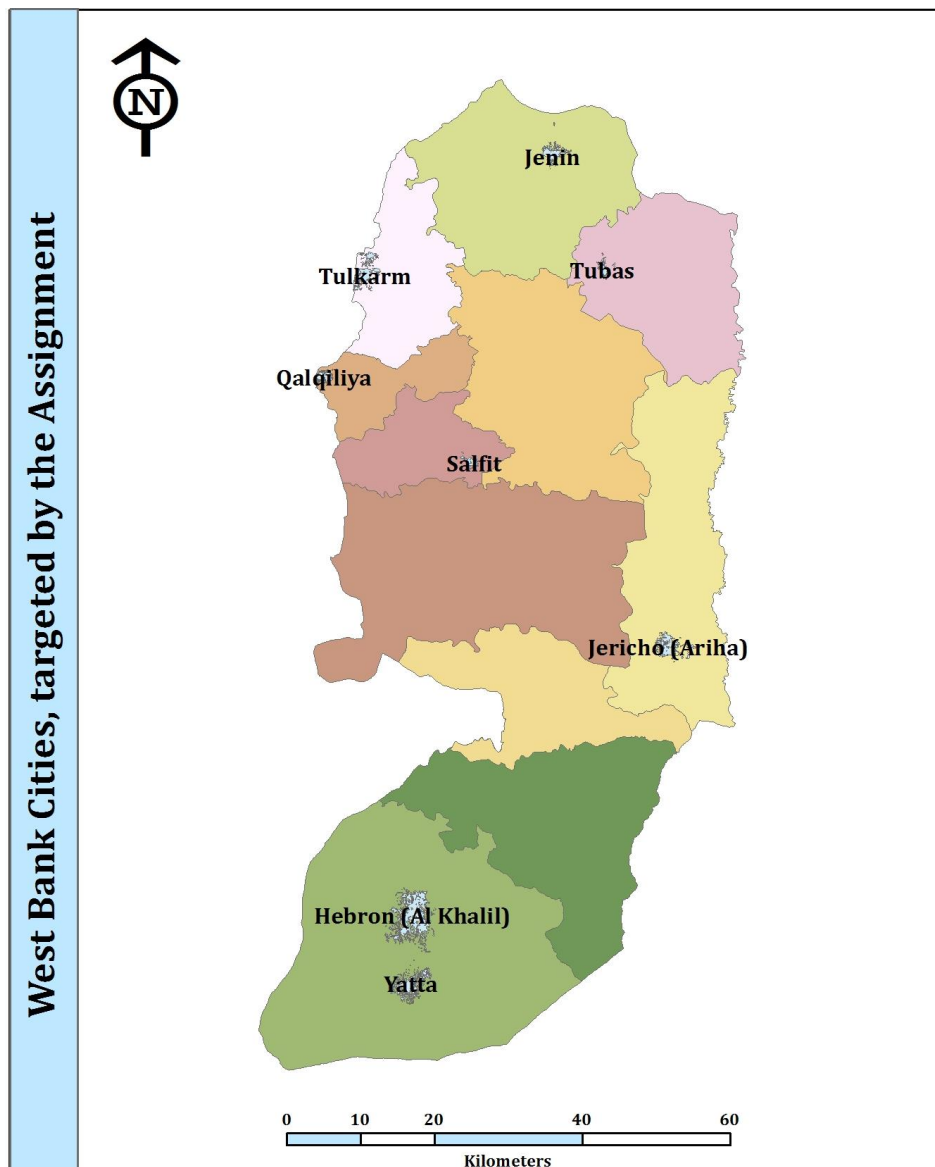 West Bank Cities, targeted by the Assignment
N
Jenin
Tulkarm
Tubas
Qalqiliya
Salfit
Jericho (Ariha)
Hebron (Al Khalil)
Yatta
0 10 20 40 60
Kilometers